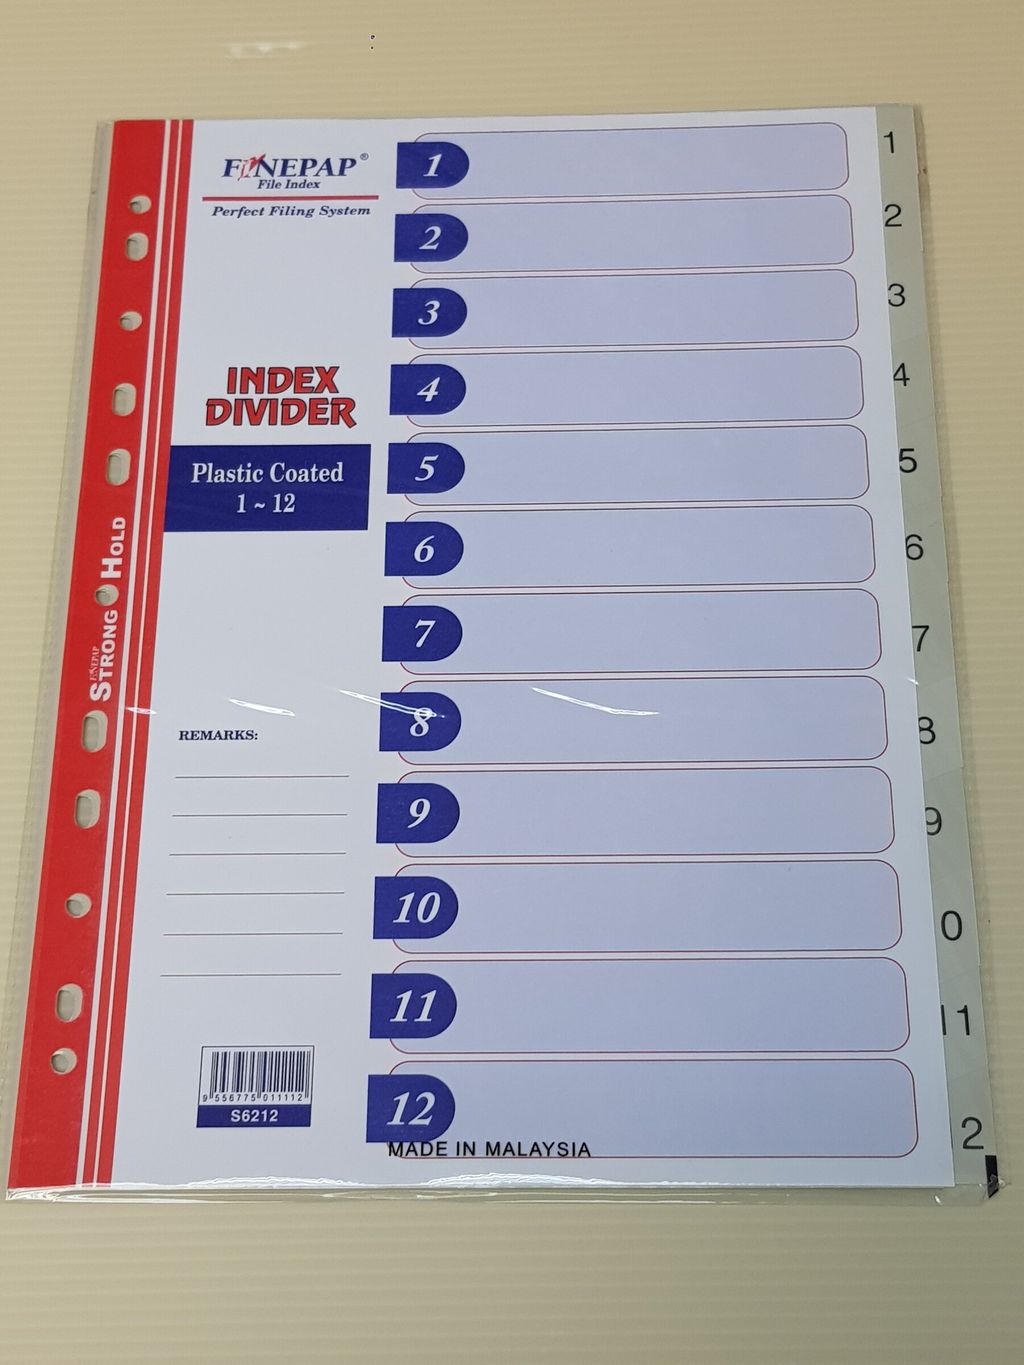 FINEPAP®
File Index
Perfect Filing System
INDEX
DIVIDER
Plastic Coated
1 ~ 12
FINEPAP
STRONG HOLD
REMARKS:
9 556775 011112
S6212
1
2
3
4
5
6
7
8
9
10
11
12
MADE IN MALAYSIA
1
2
3
4
5
6
7
8
9
0
11
2